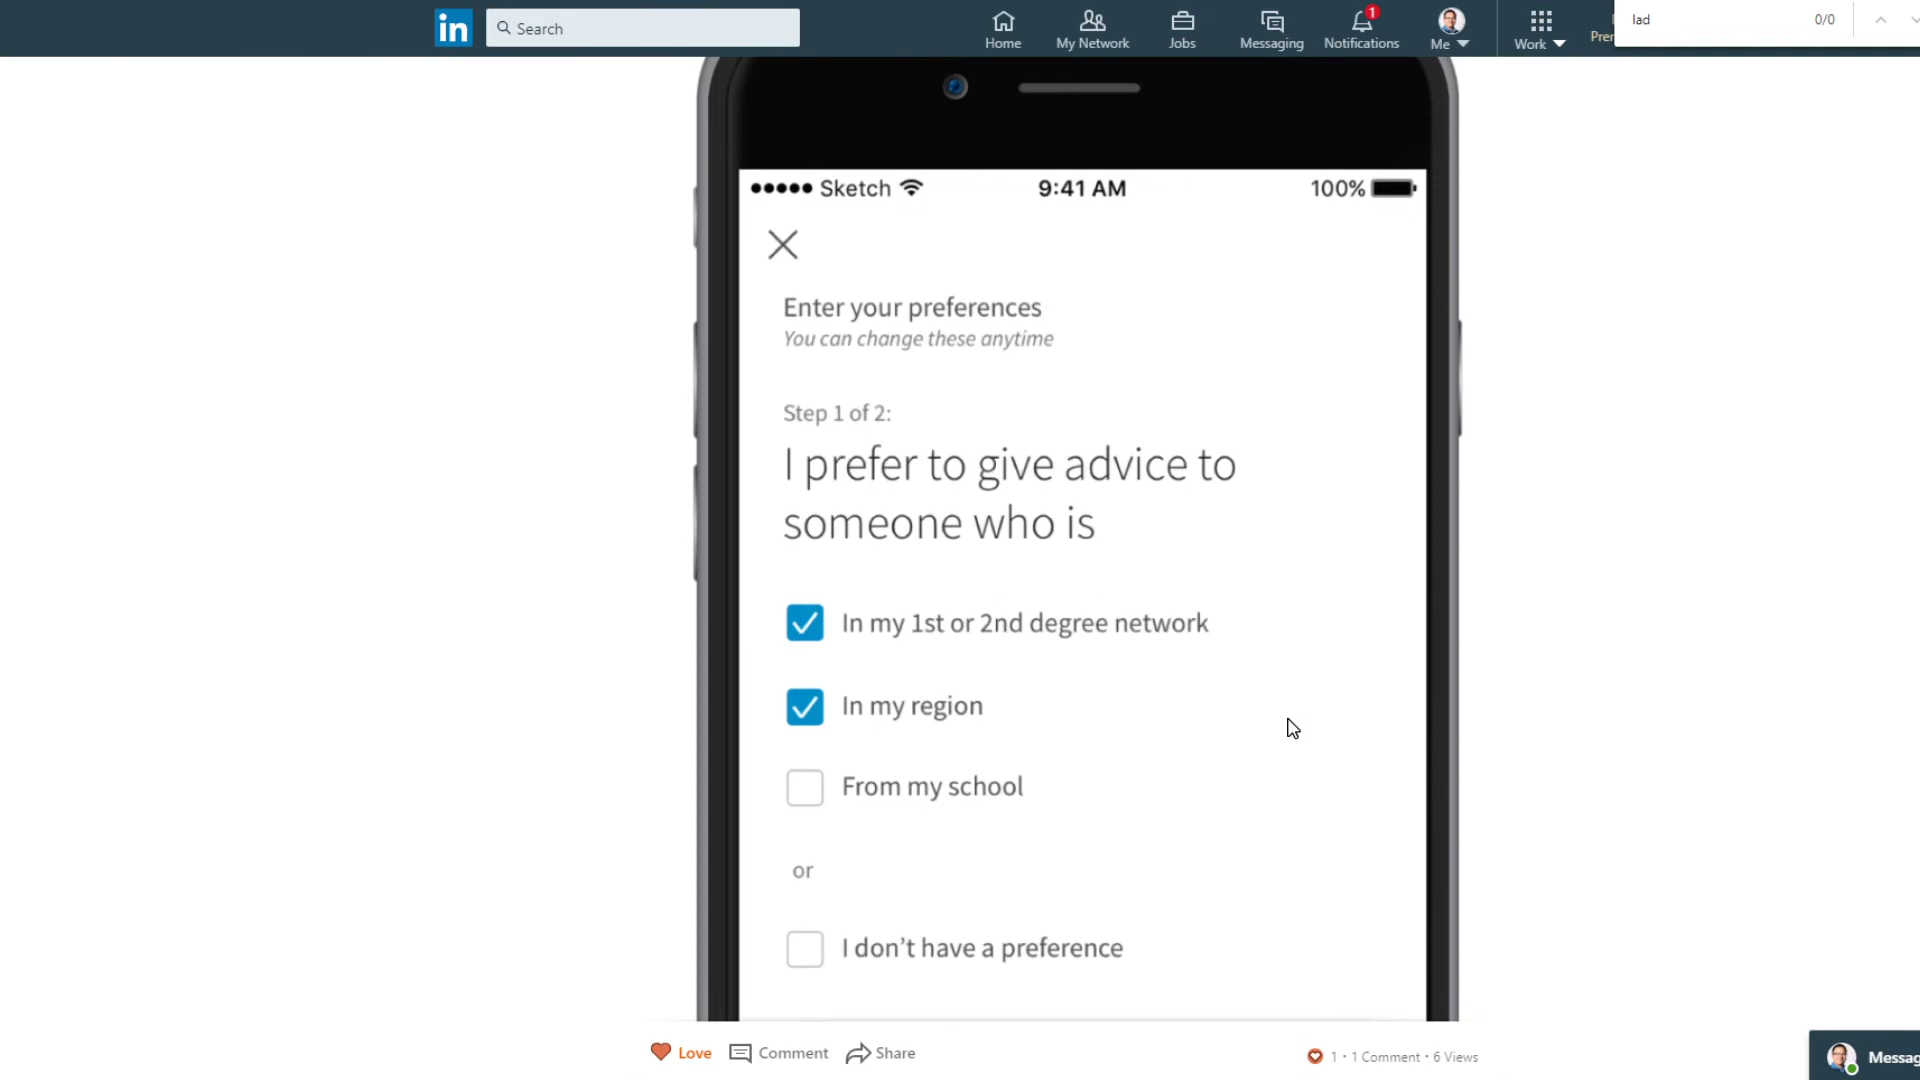 in Search
Home
My Network
Jobs
Messaging
1
Notifications
Me
Work
lad
0/0
Sketch
9:41 AM
100%
Enter your preferences
You can change these anytime
Step 1 of 2:
I prefer to give advice to
someone who is
In my 1st or 2nd degree network
In my region
From my school
or
I don't have a preference
Love
Comment
Share
1 • 1 Comment • 6 Views